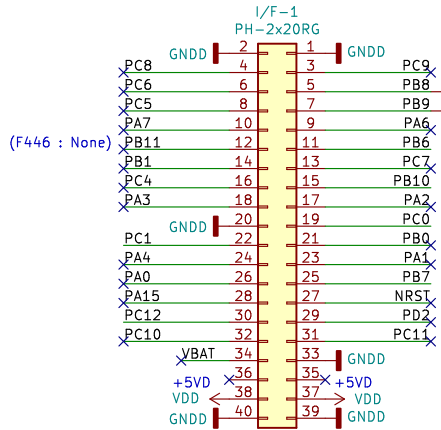 I/F-1
PH-2x20RG
GNDD 2 1 GNDD
PC8 4 3 PC9
PC6 6 5 PB8
PC5 8 7 PB9
PA7 10 9 PA6
(F446 : None) PB11 12 11 PB6
PB1 14 13 PC7
PC4 16 15 PB10
PA3 18 17 PA2
GNDD 20 19 PC0
PC1 22 21 PB0
PA4 24 23 PA1
PA0 26 25 PB7
PA15 28 27 NRST
PC12 30 29 PD2
PC10 32 31 PC11
VBAT 34 33 GNDD
+5VD 36 35 +5VD
VDD 38 37 VDD
GNDD 40 39 GNDD